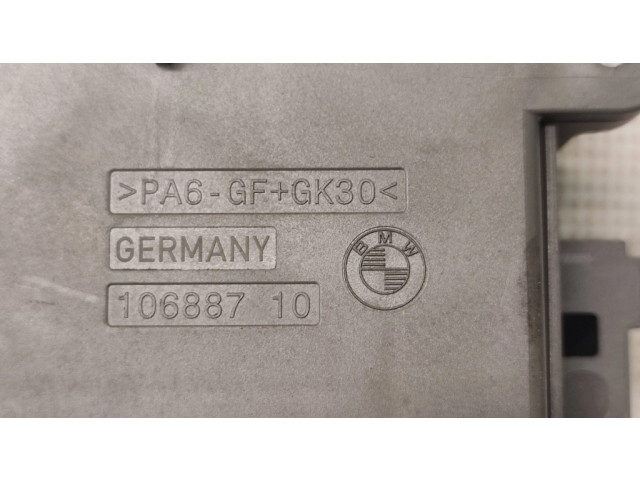 >PA6-GF+GK30<
GERMANY
BMW
106887 10